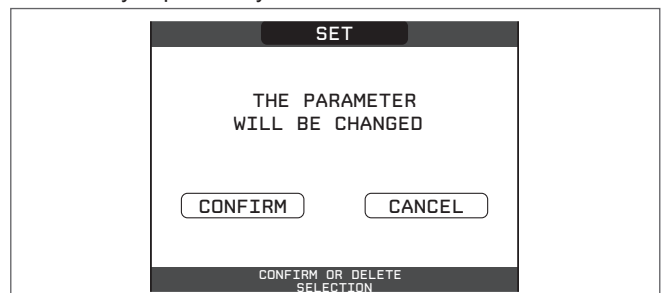 SET
THE PARAMETER
WILL BE CHANGED
CONFIRM
CANCEL
CONFIRM OR DELETE
SELECTION